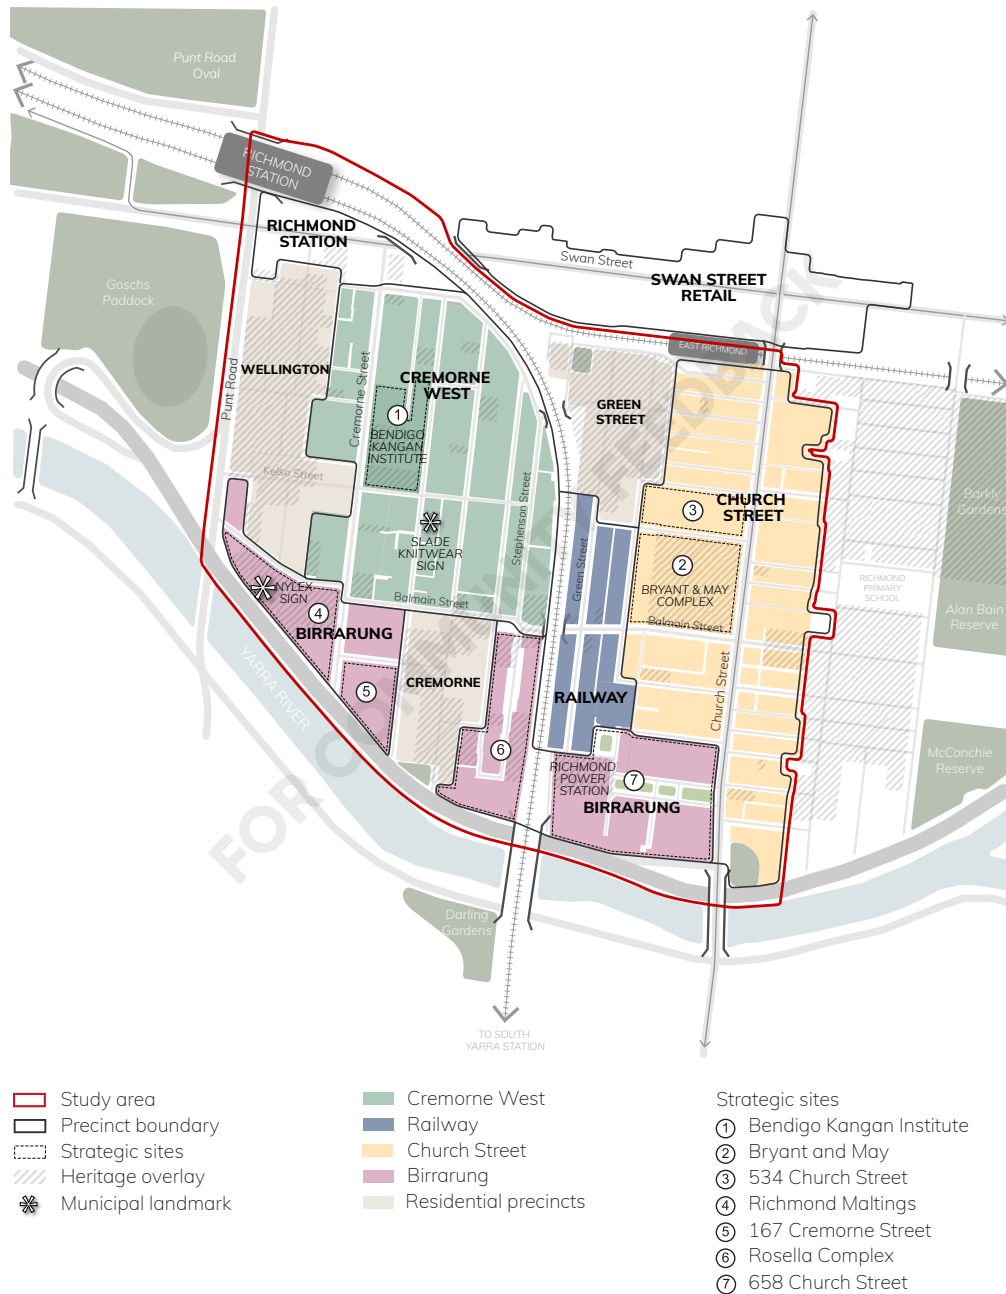 Punt Road
Oval
RICHMOND
STATION
RICHMOND
STATION
Swan Street
SWAN STREET
RETAIL
Goschs
Paddock
EAST RICHMOND
WELLINGTON
Punt Road
Cremorne Street
CREMORNE
WEST
GREEN
STREET
1
BENDIGO
KANGAN
INSTITUTE
Kelso Street
Stephenson Street
3
CHURCH
STREET
Barkly
Gardens
SLADE
KNITWEAR
SIGN
Green Street
2
BRYANT & MAY
COMPLEX
RICHMOND
PRIMARY
SCHOOL
NYLEX
SIGN
4
Balmain Street
Balmain Street
Alan Bain
Reserve
BIRRARUNG
YARRA RIVER
5
CREMORNE
RAILWAY
Church Street
6
RICHMOND
POWER
STATION
7
BIRRARUNG
McConchie
Reserve
FOR COMMUNITY FEEDBACK
Darling
Gardens
TO SOUTH
YARRA STATION
Study area
Precinct boundary
Strategic sites
Heritage overlay
Municipal landmark
Cremorne West
Railway
Church Street
Birrarung
Residential precincts
Strategic sites
1 Bendigo Kangan Institute
2 Bryant and May
3 534 Church Street
4 Richmond Maltings
5 167 Cremorne Street
6 Rosella Complex
7 658 Church Street